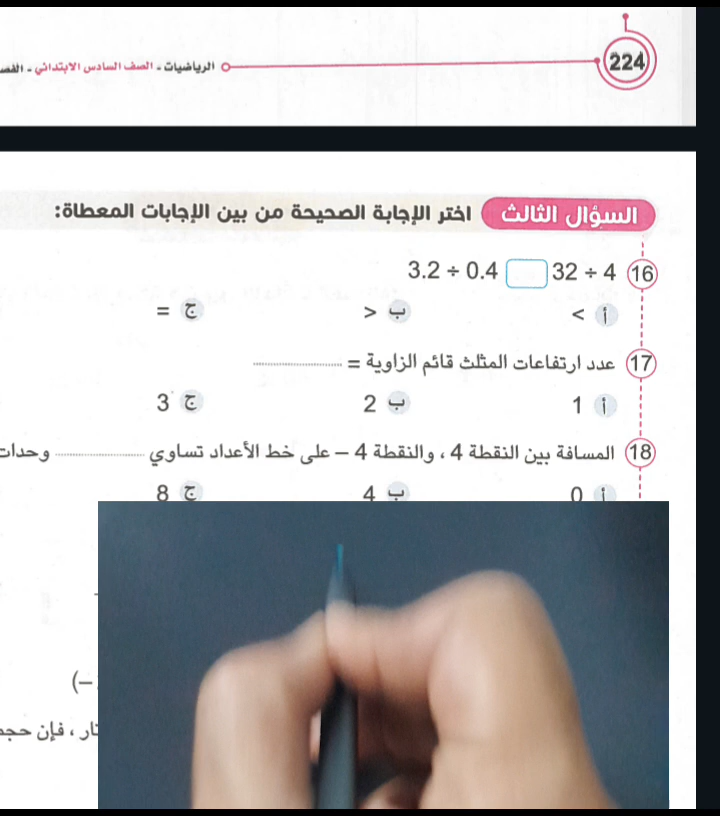 224
الرياضيات - الصف السادس الابتدائي -
السؤال الثالث اختر الإجابة الصحيحة من بين الإجابات المعطاة:
16 32 ÷ 4 □ 3.2 ÷ 0.4
أ < ب > ج =
17 عدد ارتفاعات المثلث قائم الزاوية = ..............
أ 1 ب 2 ج 3
18 المسافة بين النقطة 4 ، والنقطة 4 – على خط الأعداد تساوي .............. وحدات
أ 0 ب 4 ج 8
(–
، فإن